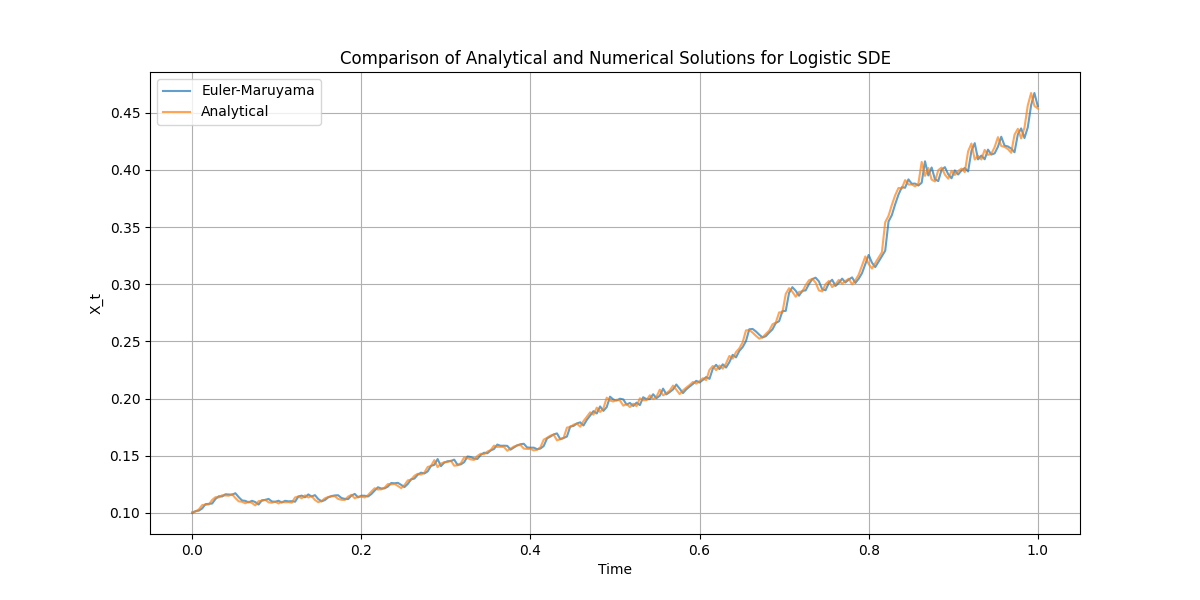 Comparison of Analytical and Numerical Solutions for Logistic SDE
Euler-Maruyama
Analytical
0.45
0.40
0.35
0.30
0.25
0.20
0.15
0.10
X_t
0.0 0.2 0.4 0.6 0.8 1.0
Time